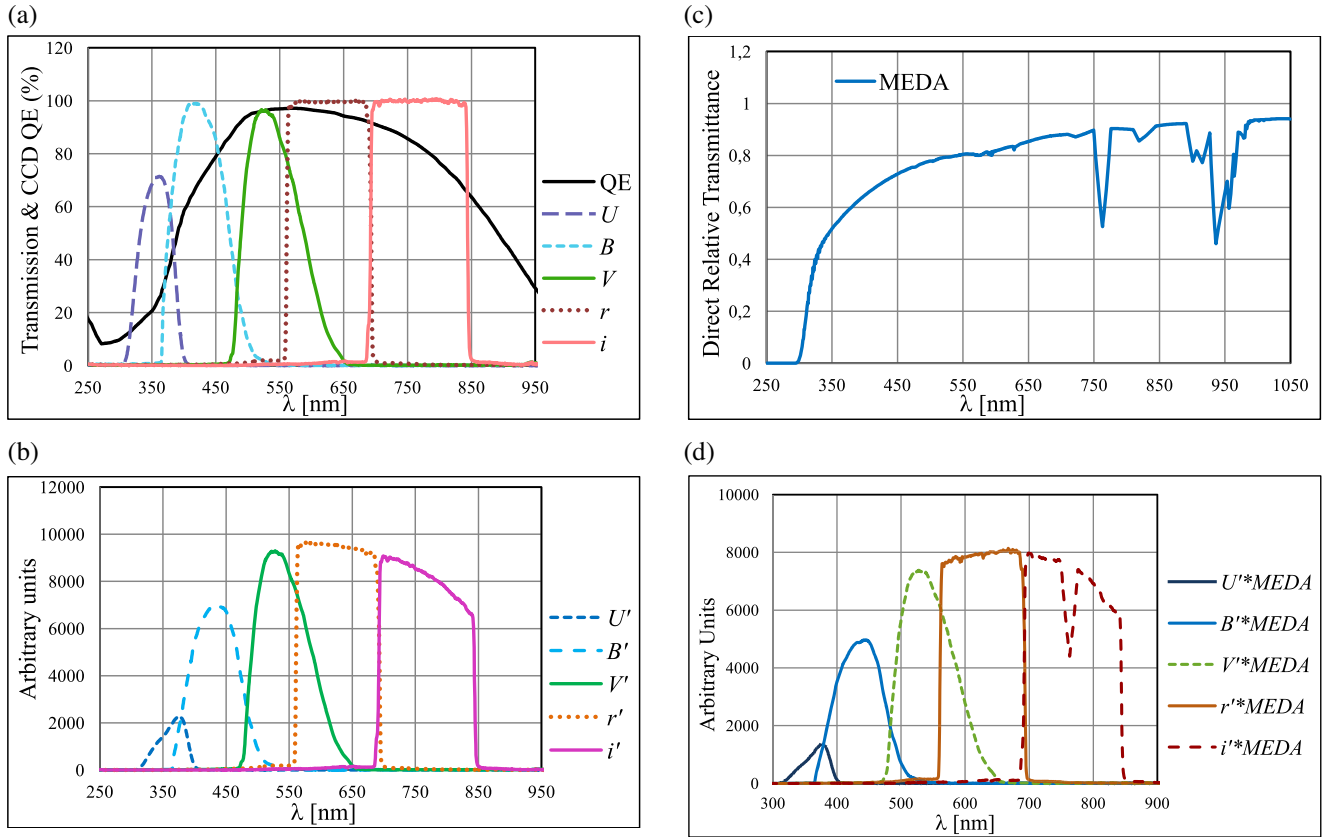 (a)
Transmission & CCD QE (%)
120
100
80
60
40
20
0
250 350 450 550 650 750 850 950
λ [nm]
QE
U
B
V
r
i
(c)
Direct Relative Transmittance
1,2
1
0,8
0,6
0,4
0,2
0
250 350 450 550 650 750 850 950 1050
λ [nm]
MEDA
(b)
Arbitrary units
12000
10000
8000
6000
4000
2000
0
250 350 450 550 650 750 850 950
λ [nm]
U'
B'
V'
r'
i'
(d)
Arbitrary Units
10000
8000
6000
4000
2000
0
300 400 500 600 700 800 900
λ [nm]
U'*MEDA
B'*MEDA
V'*MEDA
r'*MEDA
i'*MEDA